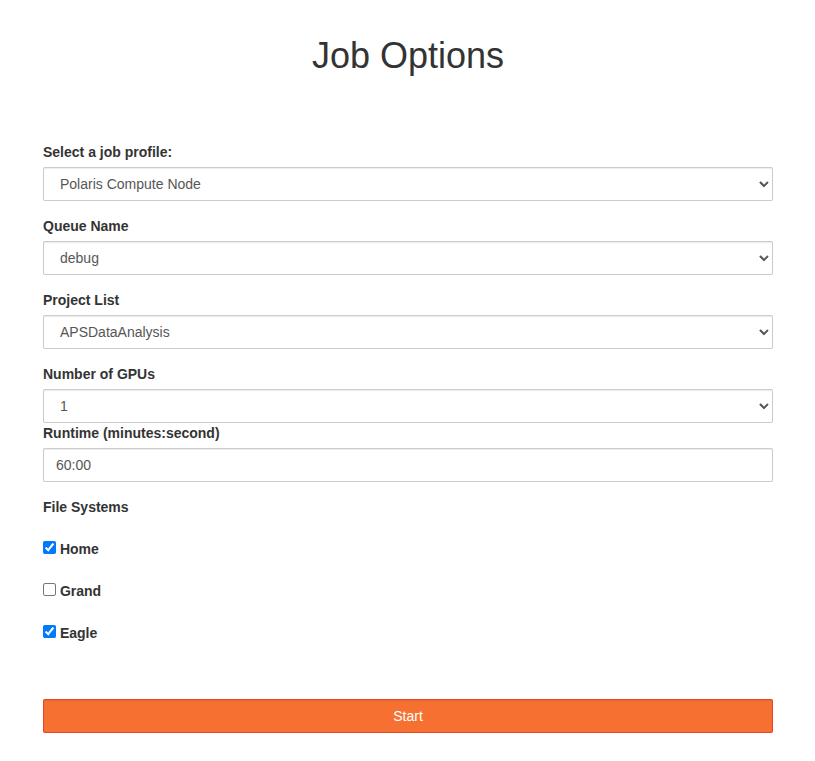 Job Options
Select a job profile:
Polaris Compute Node
Queue Name
debug
Project List
APSDataAnalysis
Number of GPUs
1
Runtime (minutes:second)
60:00
File Systems
Home
Grand
Eagle
Start